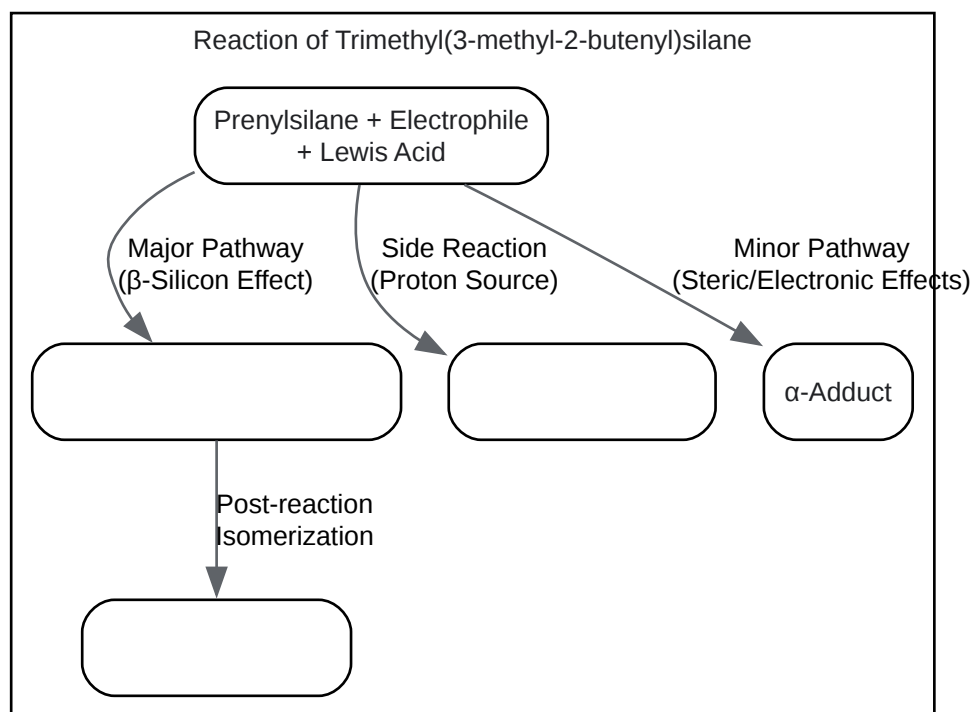 Reaction of Trimethyl(3-methyl-2-butenyl)silane
Prenylsilane + Electrophile
+ Lewis Acid
Major Pathway
(β-Silicon Effect)
Side Reaction
(Proton Source)
Minor Pathway
(Steric/Electronic Effects)
α-Adduct
Post-reaction
Isomerization